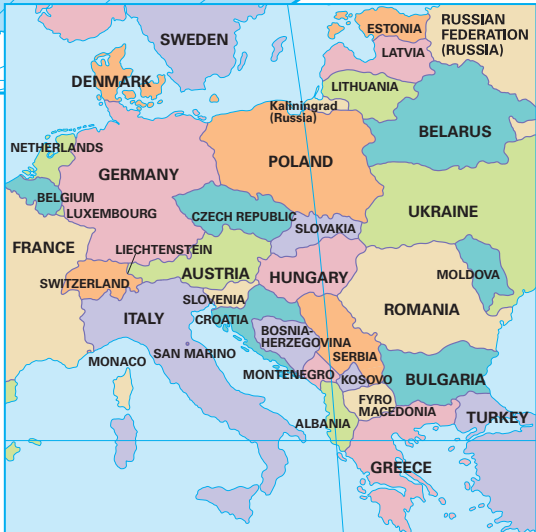 SWEDEN
ESTONIA
RUSSIAN
FEDERATION
(RUSSIA)
LATVIA
DENMARK
LITHUANIA
Kaliningrad
(Russia)
BELARUS
NETHERLANDS
GERMANY
POLAND
BELGIUM
LUXEMBOURG
CZECH REPUBLIC
UKRAINE
SLOVAKIA
FRANCE
LIECHTENSTEIN
AUSTRIA
HUNGARY
MOLDOVA
SWITZERLAND
SLOVENIA
ROMANIA
ITALY
CROATIA
BOSNIA-
HERZEGOVINA
SAN MARINO
SERBIA
MONACO
MONTENEGRO
KOSOVO
BULGARIA
FYRO
MACEDONIA
ALBANIA
TURKEY
GREECE